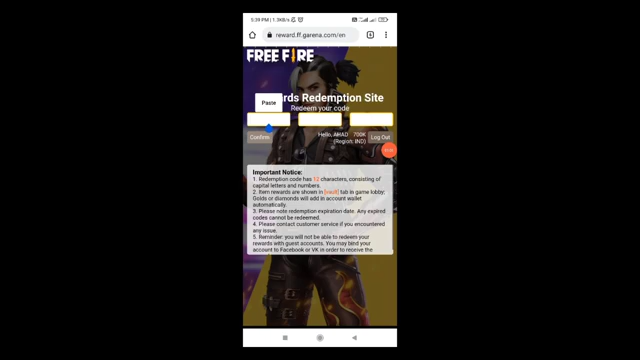 5:39 PM | 1.3KB/s
reward.ff.garena.com/en
FREE FIRE
Paste
rds Redemption Site
Redeem your code
Confirm
Hello, AHAD 700K
(Region: IND)
Log Out
Important Notice:
1. Redemption code has 12 characters, consisting of
capital letters and numbers.
2. Item rewards are shown in [vault] tab in game lobby;
Golds or diamonds will add in account wallet
automatically.
3. Please note redemption expiration date. Any expired
codes cannot be redeemed.
4. Please contact customer service if you encountered
any issue.
5. Reminder: you will not be able to redeem your
rewards with guest accounts. You may bind your
account to Facebook or VK in order to receive the